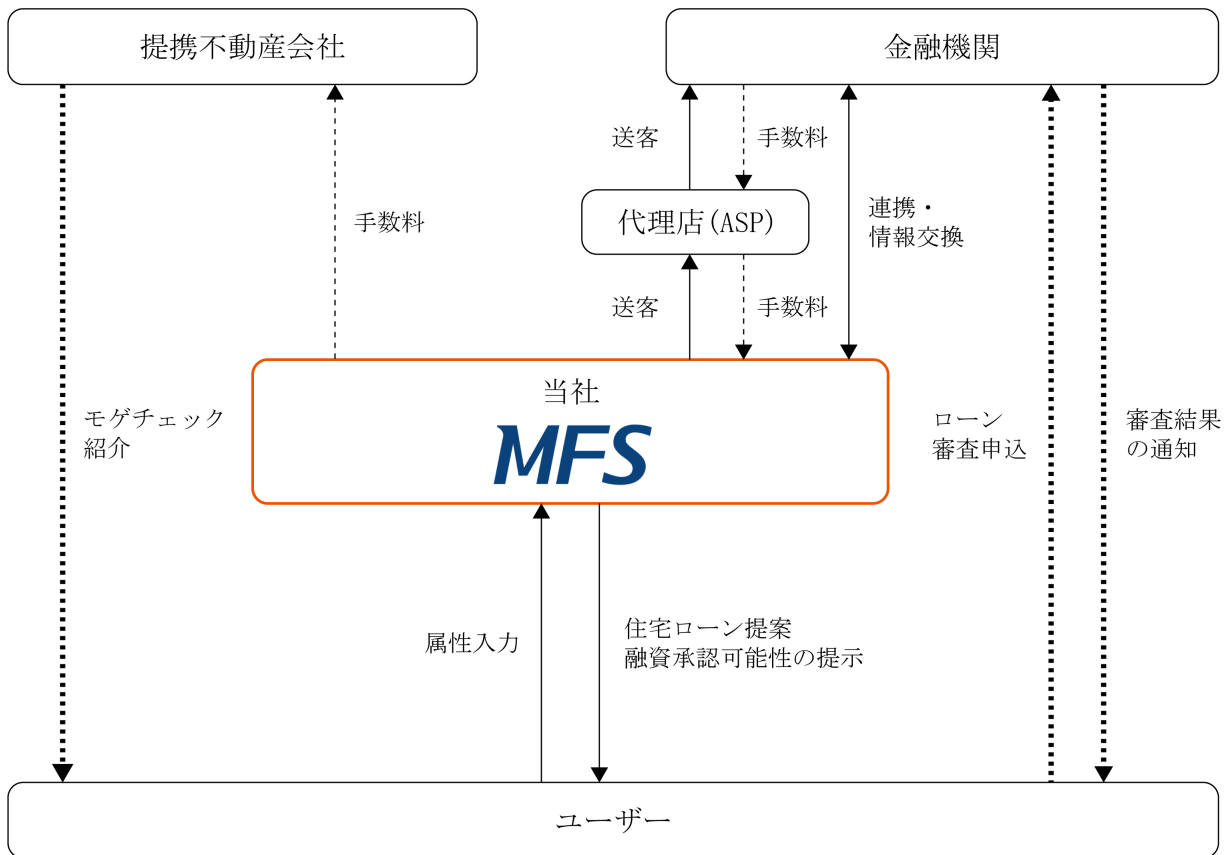 提携不動産会社
金融機関
送客
手数料
代理店(ASP)
連携・
情報交換
手数料
送客
手数料
当社
MFS
モゲチェック
紹介
ローン
審査申込
審査結果
の通知
属性入力
住宅ローン提案
融資承認可能性の提示
ユーザー